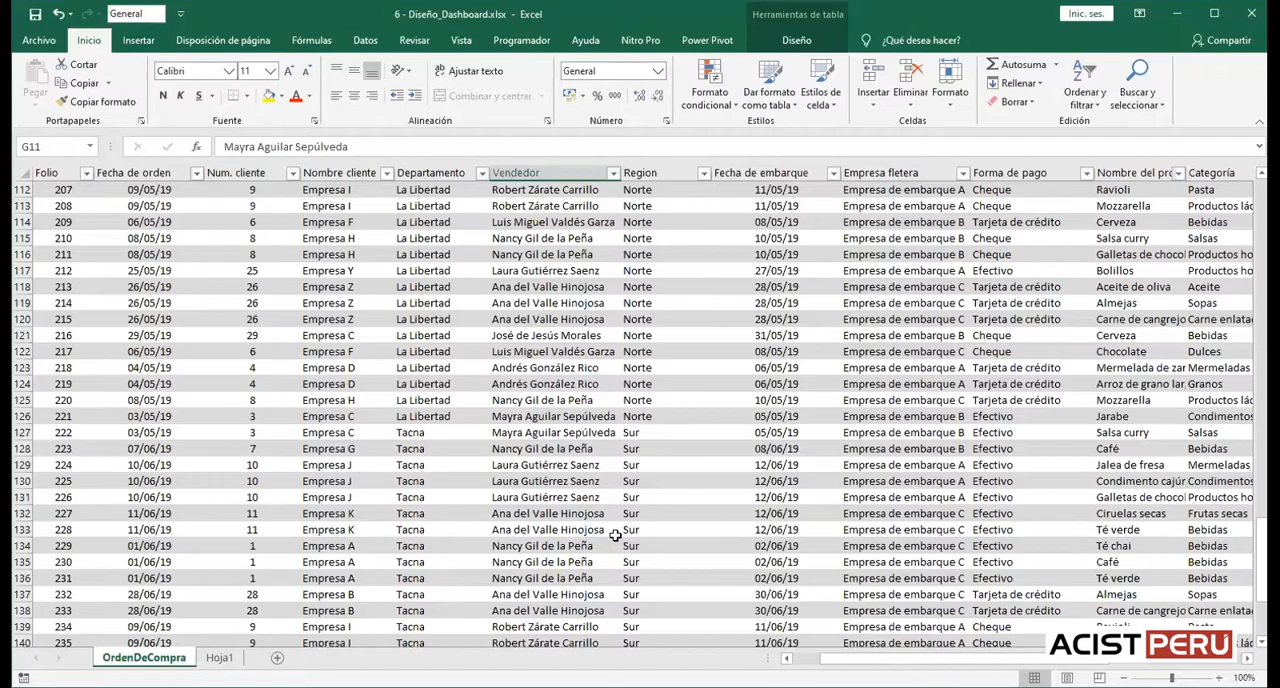 General
6 - Diseño_Dashboard.xlsx - Excel
Herramientas de tabla
Inic. ses.
Archivo Inicio Insertar Disposición de página Fórmulas Datos Revisar Vista Programador Ayuda Nitro Pro Power Pivot Diseño ¿Qué desea hacer? Compartir
Pegar Cortar Copiar Copiar formato
Portapapeles
Calibri 11
N K S
Fuente
Ajustar texto
Combinar y centrar
Alineación
General
% 000
Número
Formato condicional Dar formato como tabla Estilos de celda
Estilos
Insertar Eliminar Formato
Celdas
Autosuma Rellenar Borrar Ordenar y filtrar Buscar y seleccionar
Edición
G11 fx Mayra Aguilar Sepúlveda
Folio Fecha de orden Num. cliente Nombre cliente Departamento Vendedor Region Fecha de embarque Empresa fletera Forma de pago Nombre del pro Categoría
112 207 09/05/19 9 Empresa I La Libertad Robert Zárate Carrillo Norte 11/05/19 Empresa de embarque A Cheque Ravioli Pasta
113 208 09/05/19 9 Empresa I La Libertad Robert Zárate Carrillo Norte 11/05/19 Empresa de embarque A Cheque Mozzarella Productos lác
114 209 06/05/19 6 Empresa F La Libertad Luis Miguel Valdés Garza Norte 08/05/19 Empresa de embarque B Tarjeta de crédito Cerveza Bebidas
115 210 08/05/19 8 Empresa H La Libertad Nancy Gil de la Peña Norte 10/05/19 Empresa de embarque B Cheque Salsa curry Salsas
116 211 08/05/19 8 Empresa H La Libertad Nancy Gil de la Peña Norte 10/05/19 Empresa de embarque B Cheque Galletas de chocol Productos ho
117 212 25/05/19 25 Empresa Y La Libertad Laura Gutiérrez Saenz Norte 27/05/19 Empresa de embarque A Efectivo Bolillos Productos ho
118 213 26/05/19 26 Empresa Z La Libertad Ana del Valle Hinojosa Norte 28/05/19 Empresa de embarque C Tarjeta de crédito Aceite de oliva Aceite
119 214 26/05/19 26 Empresa Z La Libertad Ana del Valle Hinojosa Norte 28/05/19 Empresa de embarque C Tarjeta de crédito Almejas Sopas
120 215 26/05/19 26 Empresa Z La Libertad Ana del Valle Hinojosa Norte 28/05/19 Empresa de embarque C Tarjeta de crédito Carne de cangrejo Carne enlata
121 216 29/05/19 29 Empresa C La Libertad José de Jesús Morales Norte 31/05/19 Empresa de embarque B Cheque Cerveza Bebidas
122 217 06/05/19 6 Empresa F La Libertad Luis Miguel Valdés Garza Norte 08/05/19 Empresa de embarque C Cheque Chocolate Dulces
123 218 04/05/19 4 Empresa D La Libertad Andrés González Rico Norte 06/05/19 Empresa de embarque C Tarjeta de crédito Mermelada de zar Mermeladas
124 219 04/05/19 4 Empresa D La Libertad Andrés González Rico Norte 06/05/19 Empresa de embarque A Tarjeta de crédito Arroz de grano lar Granos
125 220 08/05/19 8 Empresa H La Libertad Nancy Gil de la Peña Norte 10/05/19 Empresa de embarque C Tarjeta de crédito Mozzarella Productos lác
126 221 03/05/19 3 Empresa C La Libertad Mayra Aguilar Sepúlveda Norte 05/05/19 Empresa de embarque B Efectivo Jarabe Condimentos
127 222 03/05/19 3 Empresa C Tacna Mayra Aguilar Sepúlveda Sur 05/05/19 Empresa de embarque B Efectivo Salsa curry Salsas
128 223 07/06/19 7 Empresa G Tacna Nancy Gil de la Peña Sur 08/06/19 Empresa de embarque B Efectivo Café Bebidas
129 224 10/06/19 10 Empresa J Tacna Laura Gutiérrez Saenz Sur 12/06/19 Empresa de embarque A Efectivo Jalea de fresa Mermeladas
130 225 10/06/19 10 Empresa J Tacna Laura Gutiérrez Saenz Sur 12/06/19 Empresa de embarque A Efectivo Condimento cajún Condimentos
131 226 10/06/19 10 Empresa J Tacna Laura Gutiérrez Saenz Sur 12/06/19 Empresa de embarque A Efectivo Galletas de chocol Productos ho
132 227 11/06/19 11 Empresa K Tacna Ana del Valle Hinojosa Sur 12/06/19 Empresa de embarque C Efectivo Ciruelas secas Frutas secas
133 228 11/06/19 11 Empresa K Tacna Ana del Valle Hinojosa Sur 12/06/19 Empresa de embarque C Efectivo Té verde Bebidas
134 229 01/06/19 1 Empresa A Tacna Nancy Gil de la Peña Sur 02/06/19 Empresa de embarque C Efectivo Té chai Bebidas
135 230 01/06/19 1 Empresa A Tacna Nancy Gil de la Peña Sur 02/06/19 Empresa de embarque C Efectivo Café Bebidas
136 231 01/06/19 1 Empresa A Tacna Nancy Gil de la Peña Sur 02/06/19 Empresa de embarque C Efectivo Té verde Bebidas
137 232 28/06/19 28 Empresa B Tacna Ana del Valle Hinojosa Sur 30/06/19 Empresa de embarque C Tarjeta de crédito Almejas Sopas
138 233 28/06/19 28 Empresa B Tacna Ana del Valle Hinojosa Sur 30/06/19 Empresa de embarque C Tarjeta de crédito Carne de cangrejo Carne enlata
139 234 09/06/19 9 Empresa I Tacna Robert Zárate Carrillo Sur 11/06/19 Empresa de embarque A Cheque
140 235 09/06/19 9 Empresa I Tacna Robert Zárate Carrillo Sur 11/06/19 Empresa de embarque A Cheque
ACIST PERÚ
OrdenDeCompra Hoja1
100%